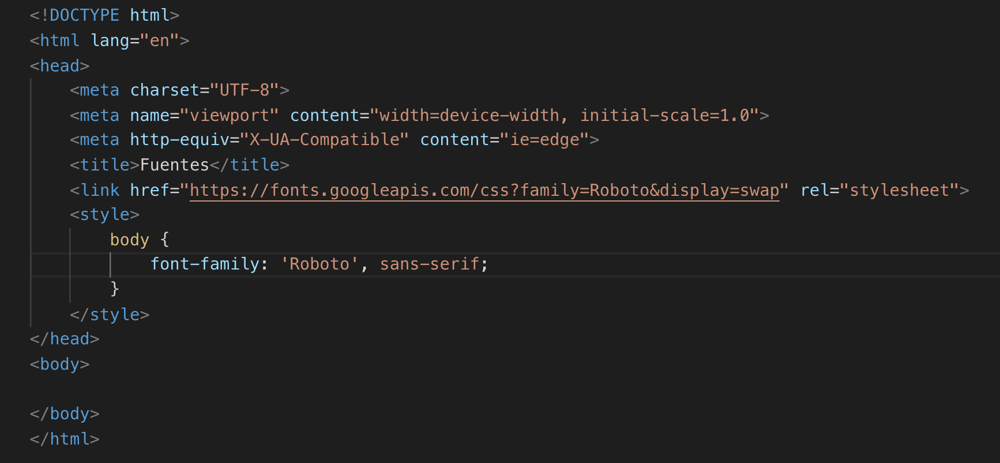 <!DOCTYPE html>
<html lang="en">
<head>
    <meta charset="UTF-8">
    <meta name="viewport" content="width=device-width, initial-scale=1.0">
    <meta http-equiv="X-UA-Compatible" content="ie=edge">
    <title>Fuentes</title>
    <link href="https://fonts.googleapis.com/css?family=Roboto&display=swap" rel="stylesheet">
    <style>
        body {
            font-family: 'Roboto', sans-serif;
        }
    </style>
</head>
<body>

</body>
</html>